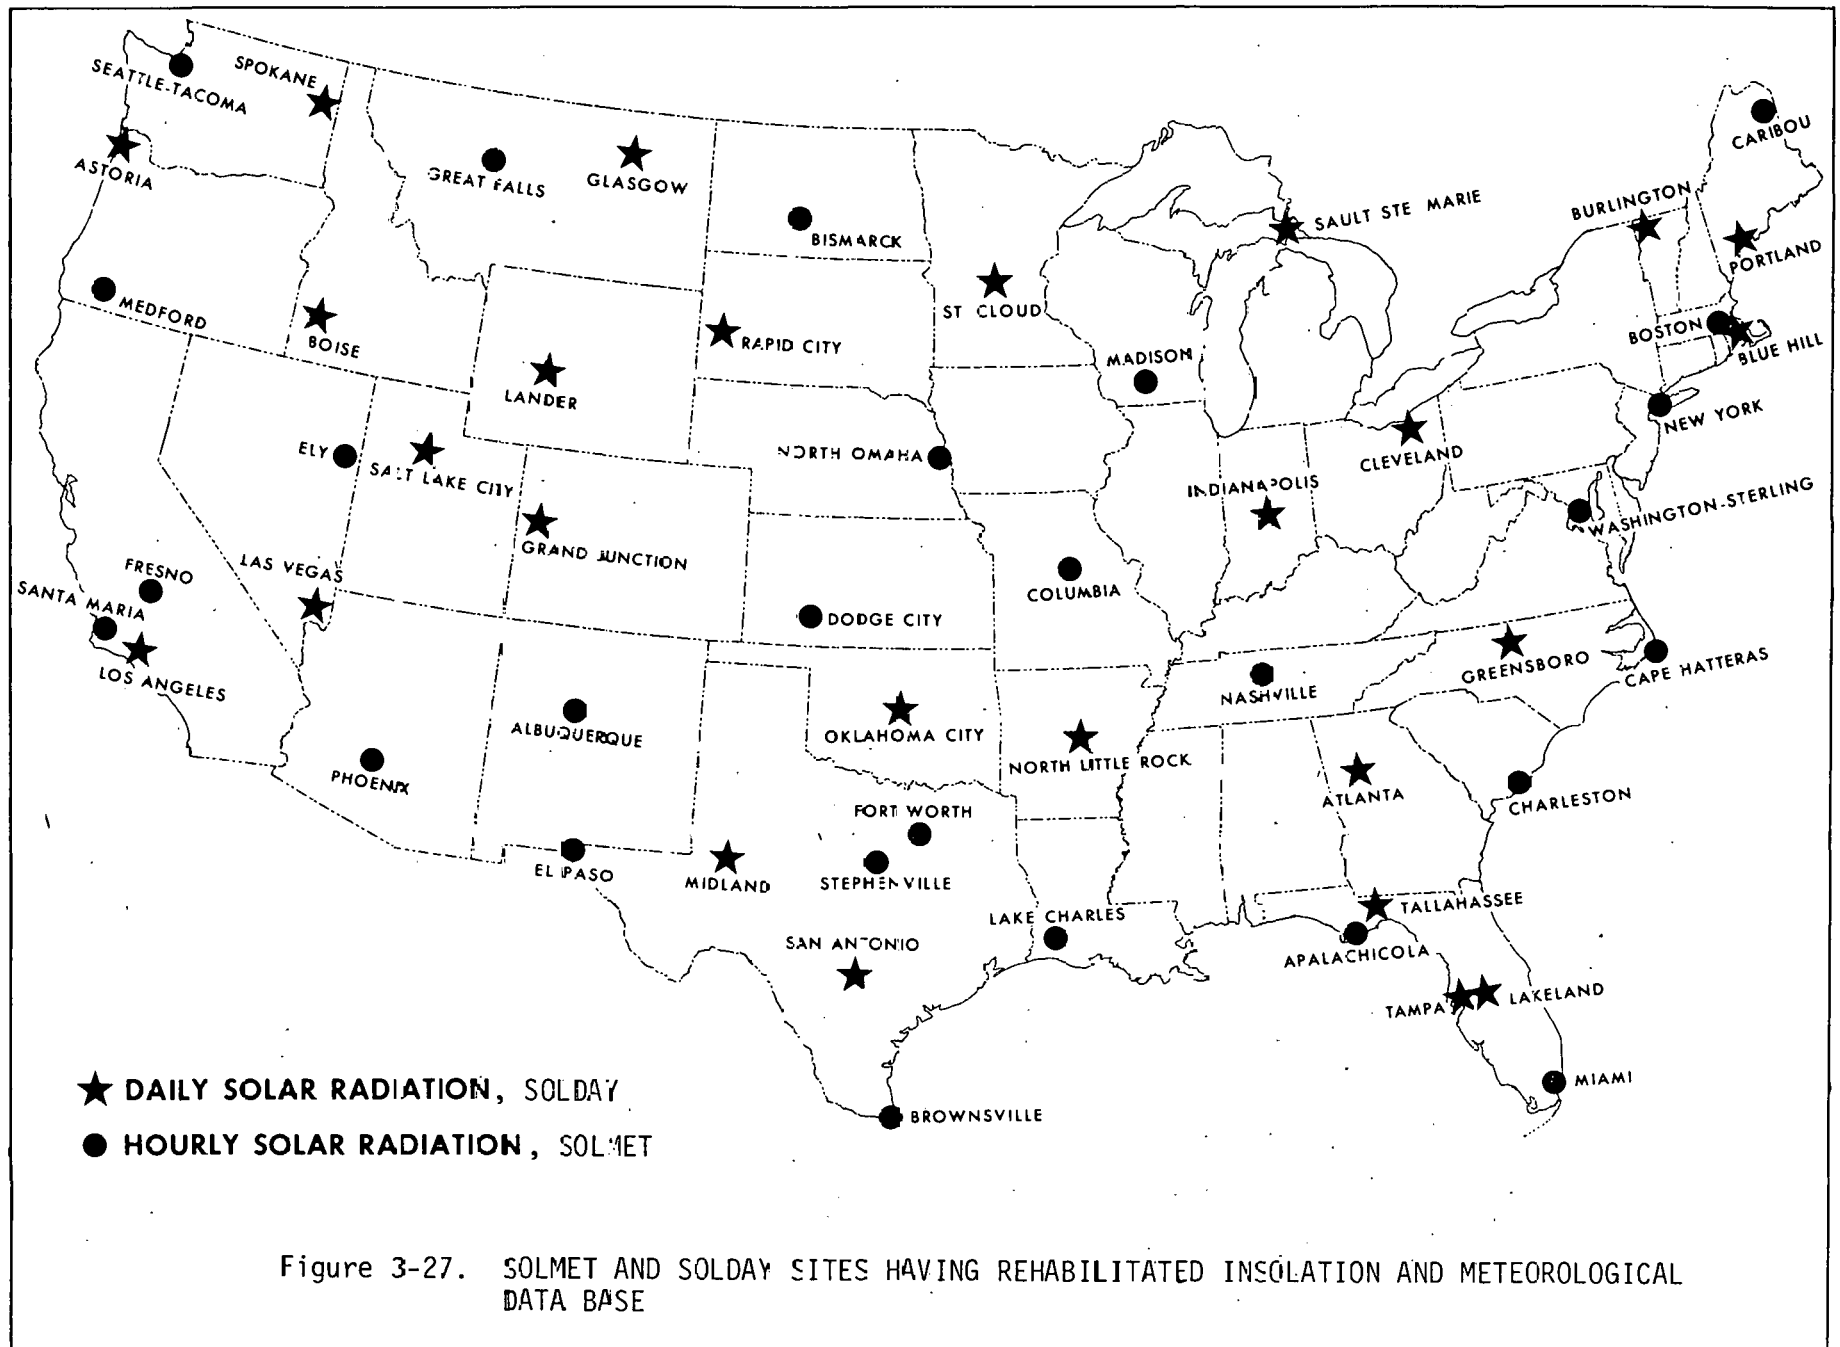 SEATTLE-TACOMA
SPOKANE
ASTORIA
GREAT FALLS
GLASGOW
BISMARCK
SAULT STE MARIE
BURLINGTON
CARIBOU
PORTLAND
MEDFORD
BOISE
LANDER
RAPID CITY
ST CLOUD
MADISON
BOSTON
BLUE HILL
NEW YORK
ELY
SALT LAKE CITY
NORTH OMAHA
CLEVELAND
INDIANAPOLIS
WASHINGTON-STERLING
GRAND JUNCTION
LAS VEGAS
FRESNO
SANTA MARIA
LOS ANGELES
DODGE CITY
COLUMBIA
GREENSBORO
CAPE HATTERAS
NASHVILLE
ALBUQUERQUE
PHOENIX
OKLAHOMA CITY
NORTH LITTLE ROCK
ATLANTA
CHARLESTON
FORT WORTH
EL PASO
MIDLAND
STEPHENVILLE
LAKE CHARLES
TALLAHASSEE
APALACHICOLA
SAN ANTONIO
TAMPA
LAKELAND
MIAMI
BROWNSVILLE
★ DAILY SOLAR RADIATION, SOLDAY
● HOURLY SOLAR RADIATION, SOLMET
Figure 3-27. SOLMET AND SOLDAY SITES HAVING REHABILITATED INSOLATION AND METEOROLOGICAL
DATA BASE